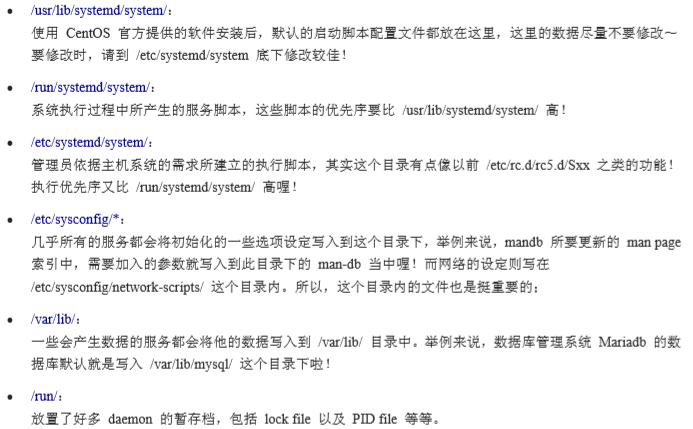 /usr/lib/systemd/system/：
使用 CentOS 官方提供的软件安装后，默认的启动脚本配置文件都放在这里，这里的数据尽量不要修改～
要修改时，请到 /etc/systemd/system 底下修改较佳！
/run/systemd/system/：
系统执行过程中所产生的服务脚本，这些脚本的优先序要比 /usr/lib/systemd/system/ 高！
/etc/systemd/system/：
管理员依据主机系统的需求所建立的执行脚本，其实这个目录有点像以前 /etc/rc.d/rc5.d/Sxx 之类的功能！
执行优先序又比 /run/systemd/system/ 高喔！
/etc/sysconfig/*：
几乎所有的服务都会将初始化的一些选项设定写入到这个目录下，举例来说，mandb 所要更新的 man page
索引中，需要加入的参数就写入到此目录下的 man-db 当中喔！而网络的设定则写在
/etc/sysconfig/network-scripts/ 这个目录内。所以，这个目录内的文件也是挺重要的；
/var/lib/：
一些会产生数据的服务都会将他的数据写入到 /var/lib/ 目录中。举例来说，数据库管理系统 Mariadb 的数
据库默认就是写入 /var/lib/mysql/ 这个目录下啦！
/run/：
放置了好多 daemon 的暂存档，包括 lock file 以及 PID file 等等。